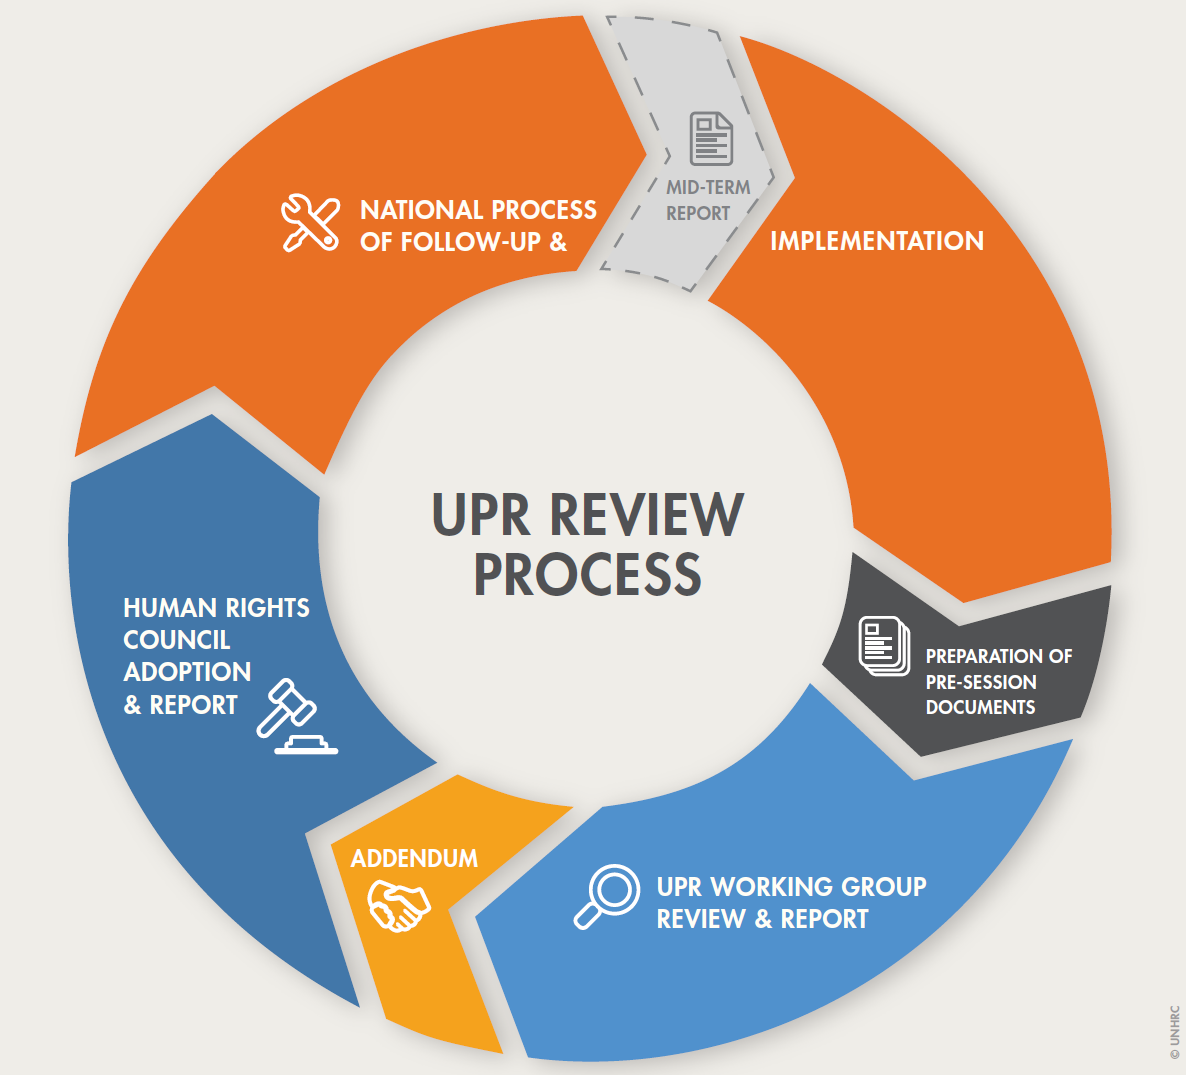 UPR REVIEW
PROCESS
NATIONAL PROCESS
OF FOLLOW-UP &
MID-TERM
REPORT
IMPLEMENTATION
PREPARATION OF
PRE-SESSION
DOCUMENTS
UPR WORKING GROUP
REVIEW & REPORT
ADDENDUM
HUMAN RIGHTS
COUNCIL
ADOPTION
& REPORT
© UNHRC